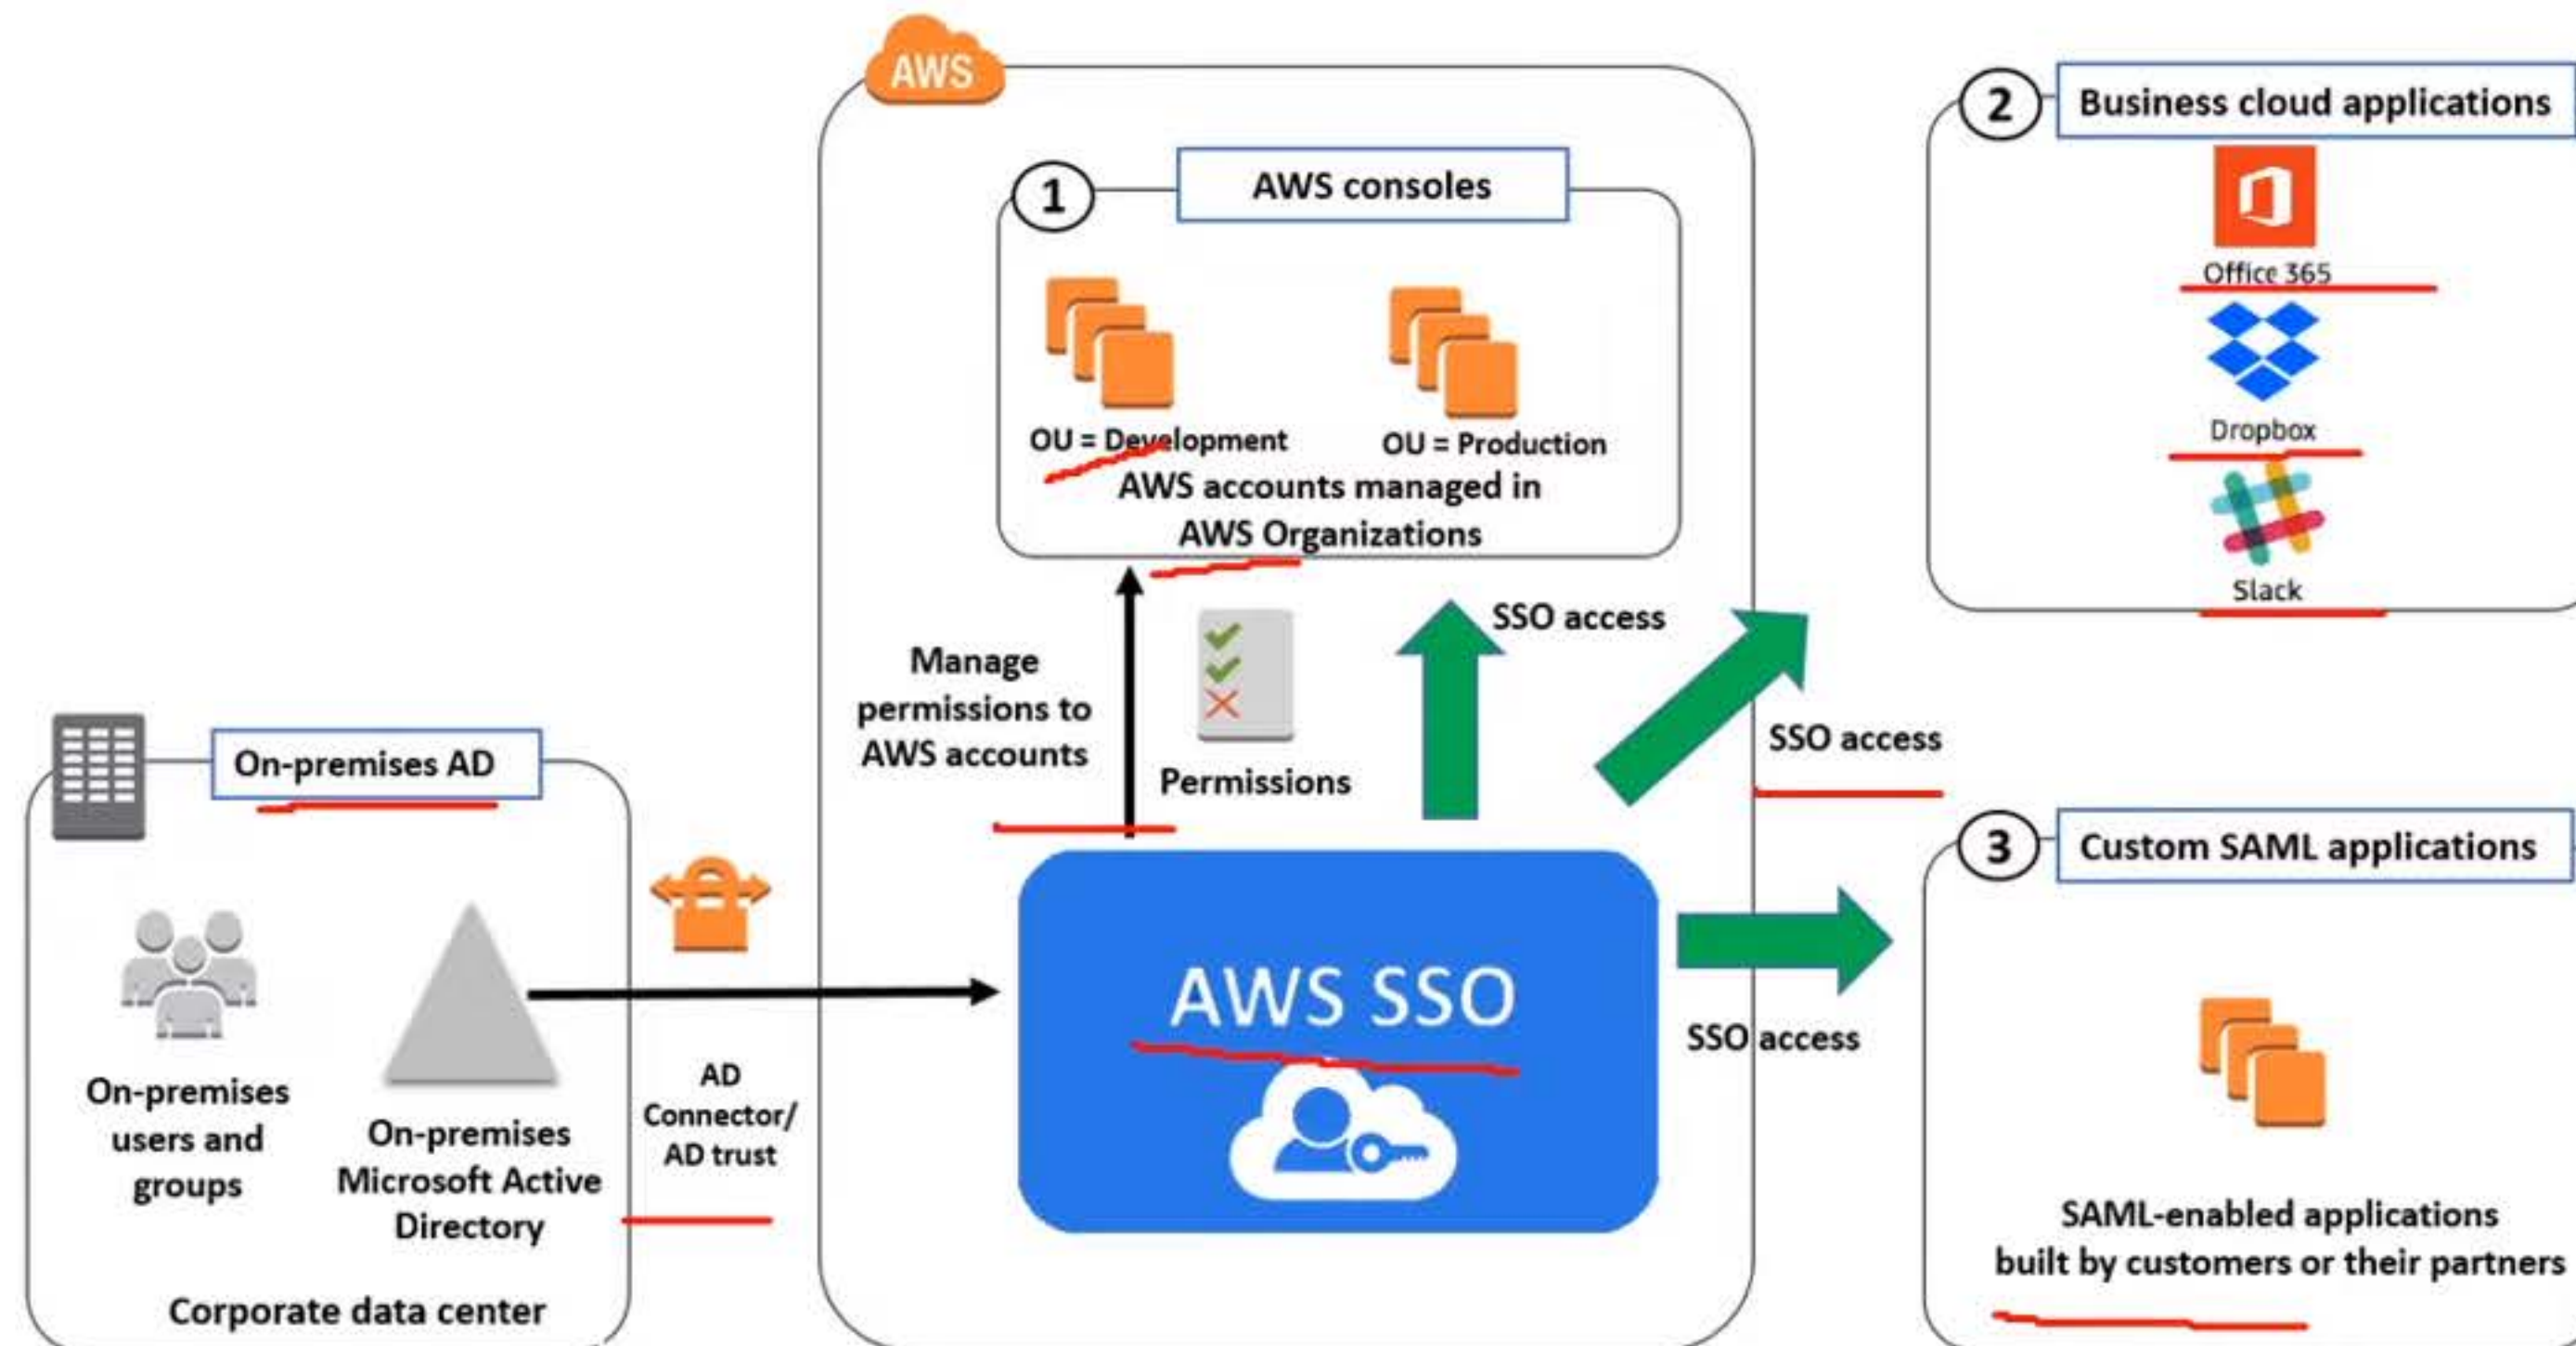 AWS
1
AWS consoles
OU = Development
OU = Production
AWS accounts managed in
AWS Organizations
2
Business cloud applications
Office 365
Dropbox
Slack
SSO access
Manage
permissions to
AWS accounts
Permissions
SSO access
On-premises AD
On-premises
users and
groups
On-premises
Microsoft Active
Directory
Corporate data center
AD
Connector/
AD trust
AWS SSO
SSO access
3
Custom SAML applications
SAML-enabled applications
built by customers or their partners